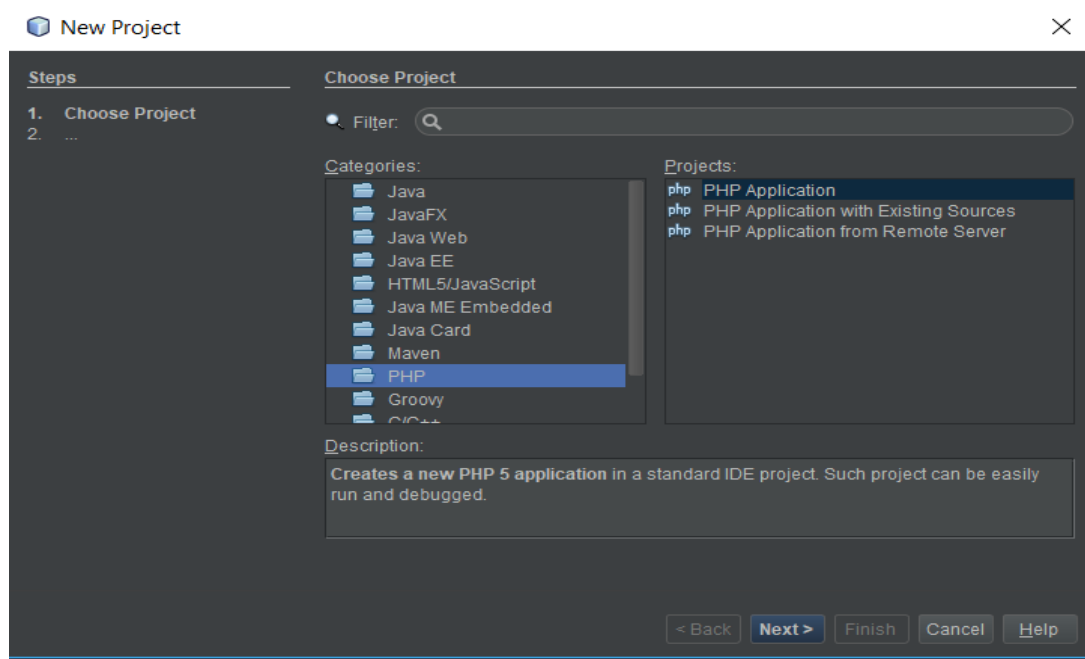 New Project
Steps
1. Choose Project
2. ...
Choose Project
Filter:
Categories:
Java
JavaFX
Java Web
Java EE
HTML5/JavaScript
Java ME Embedded
Java Card
Maven
PHP
Groovy
C/C++
Projects:
php PHP Application
php PHP Application with Existing Sources
php PHP Application from Remote Server
Description:
Creates a new PHP 5 application in a standard IDE project. Such project can be easily
run and debugged.
< Back Next > Finish Cancel Help